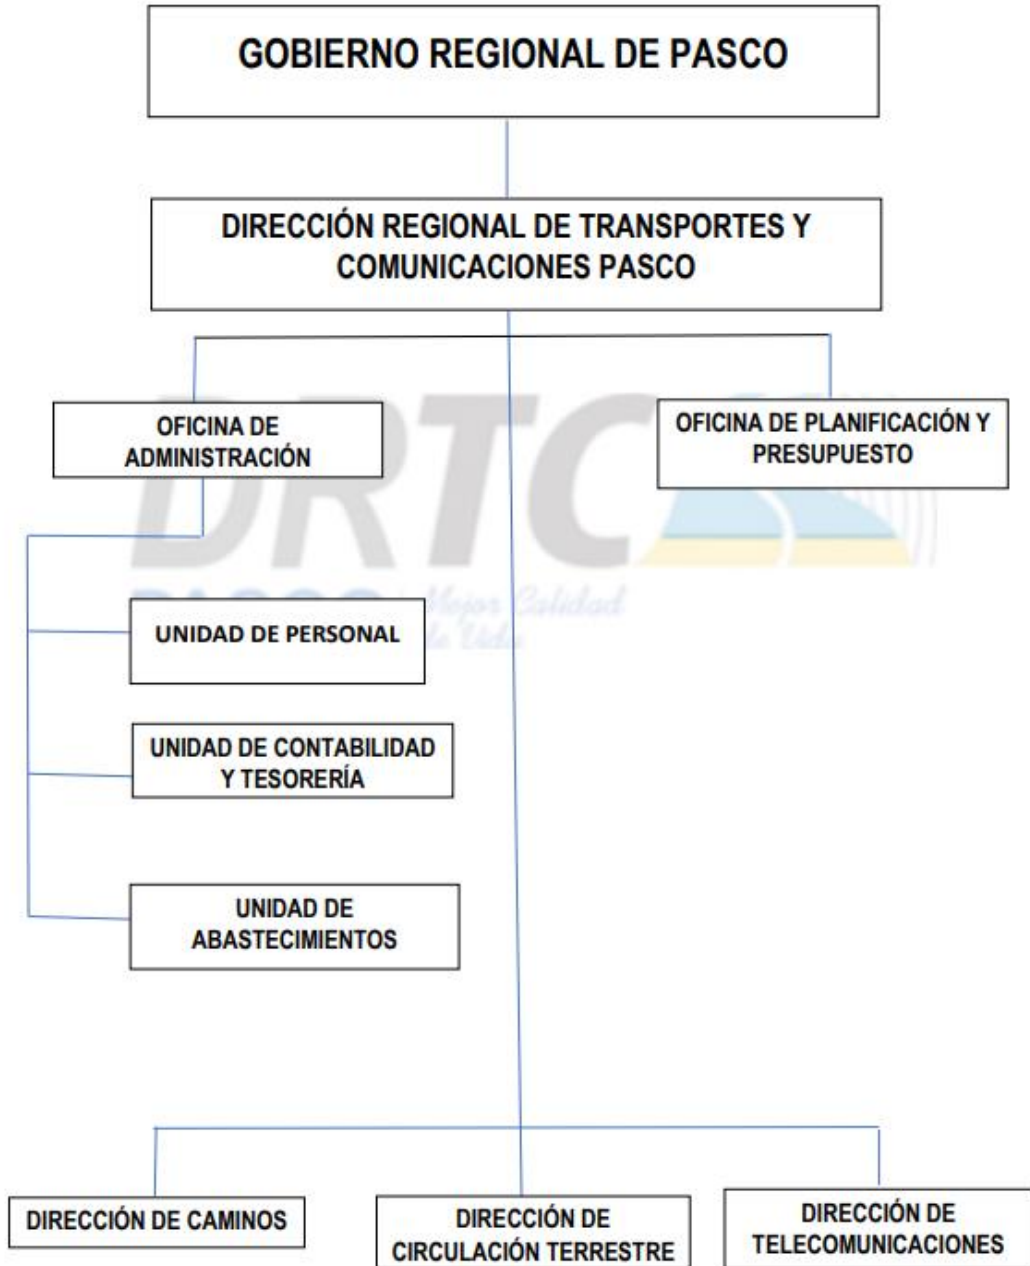 GOBIERNO REGIONAL DE PASCO
DIRECCIÓN REGIONAL DE TRANSPORTES Y
COMUNICACIONES PASCO
OFICINA DE
ADMINISTRACIÓN
OFICINA DE PLANIFICACIÓN Y
PRESUPUESTO
DRTC
Mejor Calidad
de Vida
UNIDAD DE PERSONAL
UNIDAD DE CONTABILIDAD
Y TESORERÍA
UNIDAD DE
ABASTECIMIENTOS
DIRECCIÓN DE CAMINOS
DIRECCIÓN DE
CIRCULACIÓN TERRESTRE
DIRECCIÓN DE
TELECOMUNICACIONES